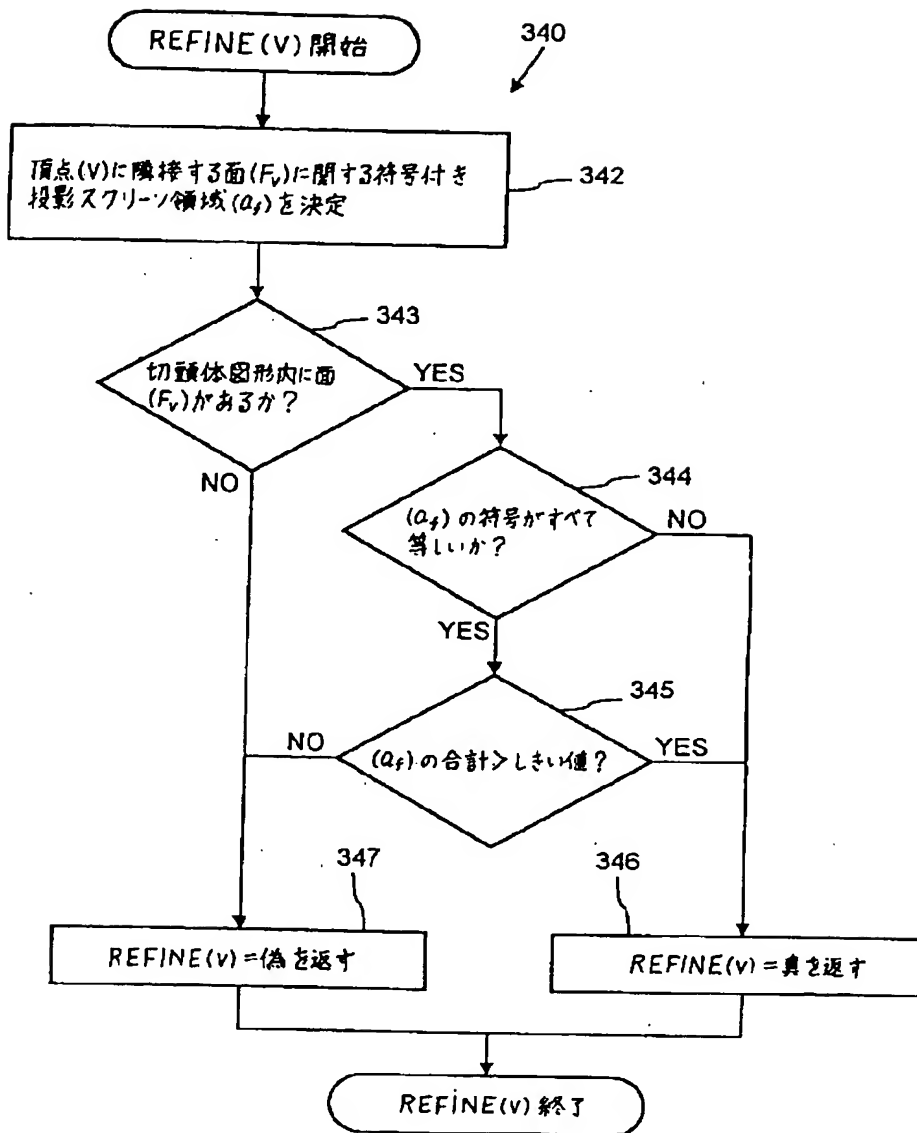 REFINE(V)開始
340
頂点(V)に隣接する面(Fv)に関する符号付き
投影スクリーン領域(af)を決定
342
343
切頭体図形内に面
(Fv)があるか?
YES
NO
344
(af)の符号がすべて
等しいか?
NO
YES
345
NO
(af)の合計>しきい値?
YES
347
346
REFINE(v)=偽を返す
REFINE(v)=真を返す
REFINE(v)終了